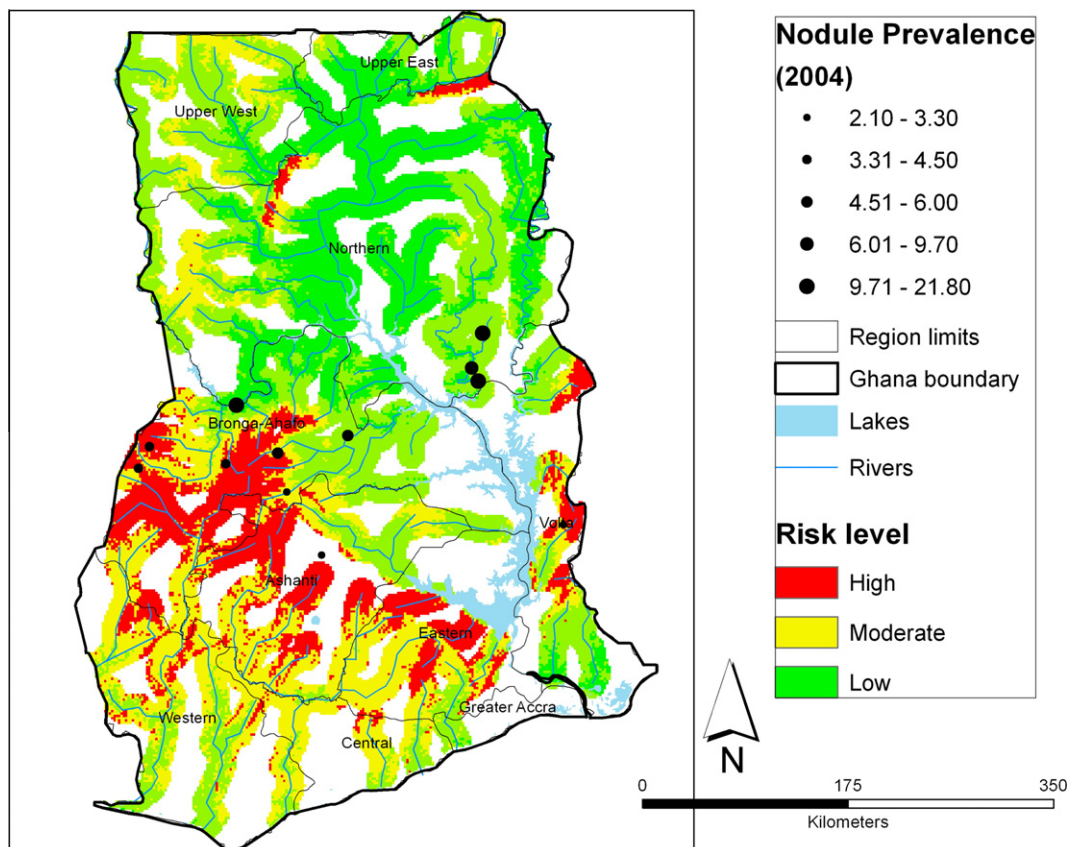 Upper East
Upper West
Northern
Bronga-Ahafo
Volta
Ashanti
Eastern
Western
Greater Accra
Central
Nodule Prevalence
(2004)
2.10 - 3.30
3.31 - 4.50
4.51 - 6.00
6.01 - 9.70
9.71 - 21.80
Region limits
Ghana boundary
Lakes
Rivers
Risk level
High
Moderate
Low
N
0 175 350
Kilometers